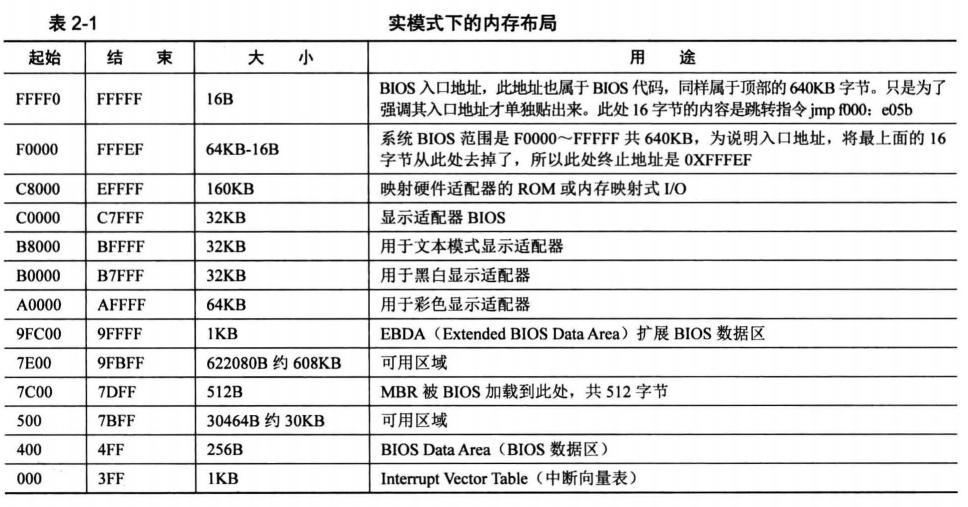 表 2-1 实模式下的内存布局
起始 结 束 大 小 用 途
FFFF0 FFFFF 16B BIOS 入口地址，此地址也属于 BIOS 代码，同样属于顶部的 640KB 字节。只是为了
强调其入口地址才单独贴出来。此处 16 字节的内容是跳转指令 jmp f000：e05b
F0000 FFFEF 64KB-16B 系统 BIOS 范围是 F0000～FFFFF 共 640KB，为说明入口地址，将最上面的 16
字节从此处去掉了，所以此处终止地址是 0XFFFEF
C8000 EFFFF 160KB 映射硬件适配器的 ROM 或内存映射式 I/O
C0000 C7FFF 32KB 显示适配器 BIOS
B8000 BFFFF 32KB 用于文本模式显示适配器
B0000 B7FFF 32KB 用于黑白显示适配器
A0000 AFFFF 64KB 用于彩色显示适配器
9FC00 9FFFF 1KB EBDA（Extended BIOS Data Area）扩展 BIOS 数据区
7E00 9FBFF 622080B 约 608KB 可用区域
7C00 7DFF 512B MBR 被 BIOS 加载到此处，共 512 字节
500 7BFF 30464B 约 30KB 可用区域
400 4FF 256B BIOS Data Area（BIOS 数据区）
000 3FF 1KB Interrupt Vector Table（中断向量表）